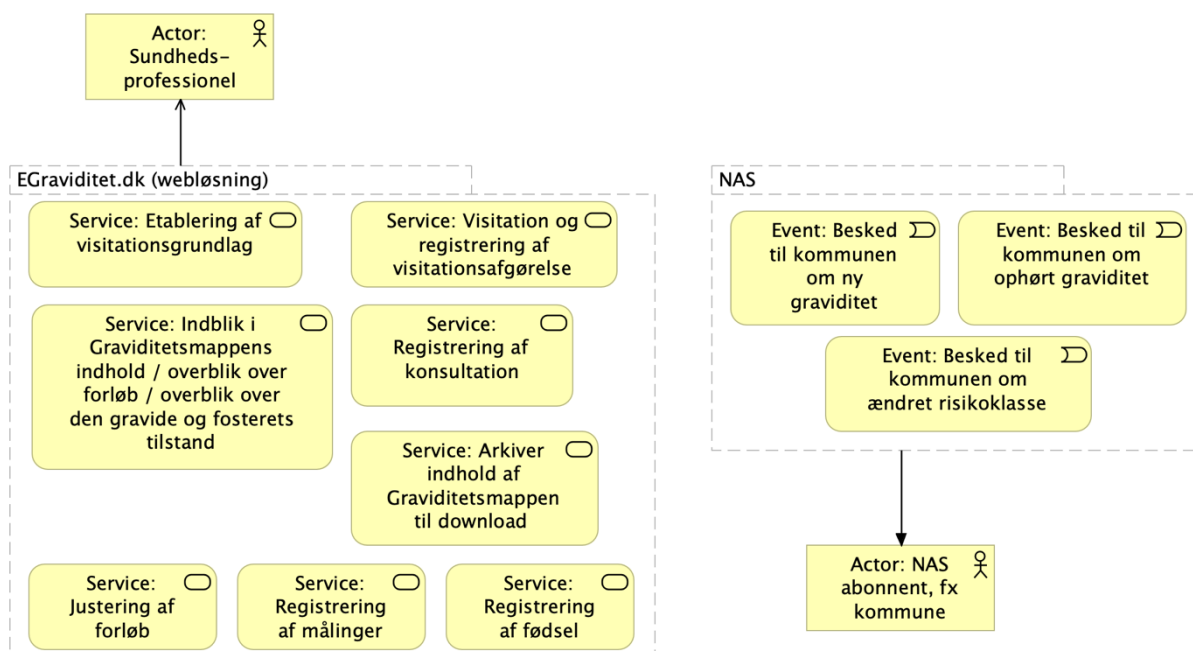 Actor:
Sundheds-
professionel
EGraviditet.dk (webløsning)
Service: Etablering af
visitationsgrundlag
Service: Visitation og
registrering af
visitationsafgørelse
Service: Indblik i
Graviditetsmappens
indhold / overblik over
forløb / overblik over
den gravide og fosterets
tilstand
Service:
Registrering af
konsultation
Service: Arkiver
indhold af
Graviditetsmappen
til download
Service:
Justering af
forløb
Service:
Registrering
af målinger
Service:
Registrering
af fødsel
NAS
Event: Besked
til kommunen
om ny
graviditet
Event: Besked til
kommunen om
ophørt graviditet
Event: Besked til
kommunen om
ændret risikoklasse
Actor: NAS
abonnent, fx
kommune